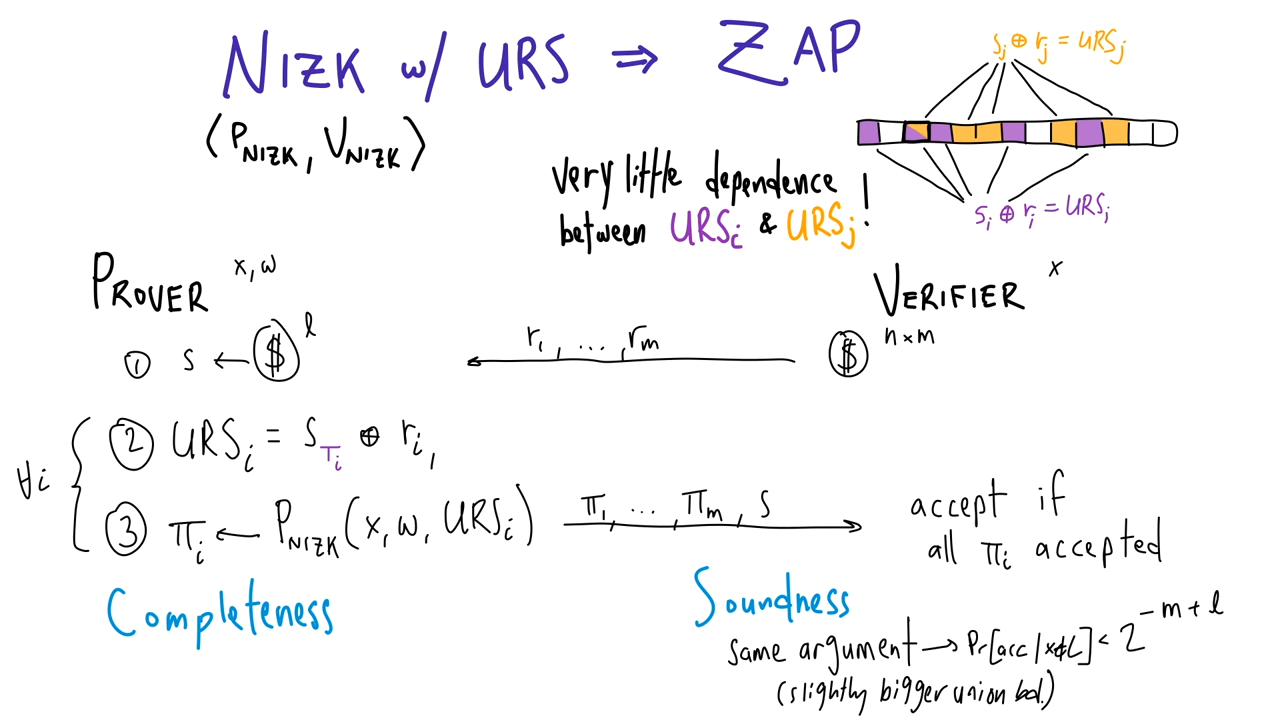 NIZK w/ URS ⇒ ZAP
⟨P_NIZK, V_NIZK⟩
s_j ⊕ r_j = URS_j
s_i ⊕ r_i = URS_i
Very little dependence
between URS_i & URS_j!
PROVER x, w
VERIFIER x
① s ← $^l
r_1, ..., r_m
$ n×m
∀i
② URS_i = s_{T_i} ⊕ r_i,
③ π_i ← P_NIZK(x, w, URS_i)
π_1, ..., π_m, s
accept if
all π_i accepted
Completeness
Soundness
same argument → Pr[acc | x∉L] < 2^{-m+l}
(slightly bigger union bd.)